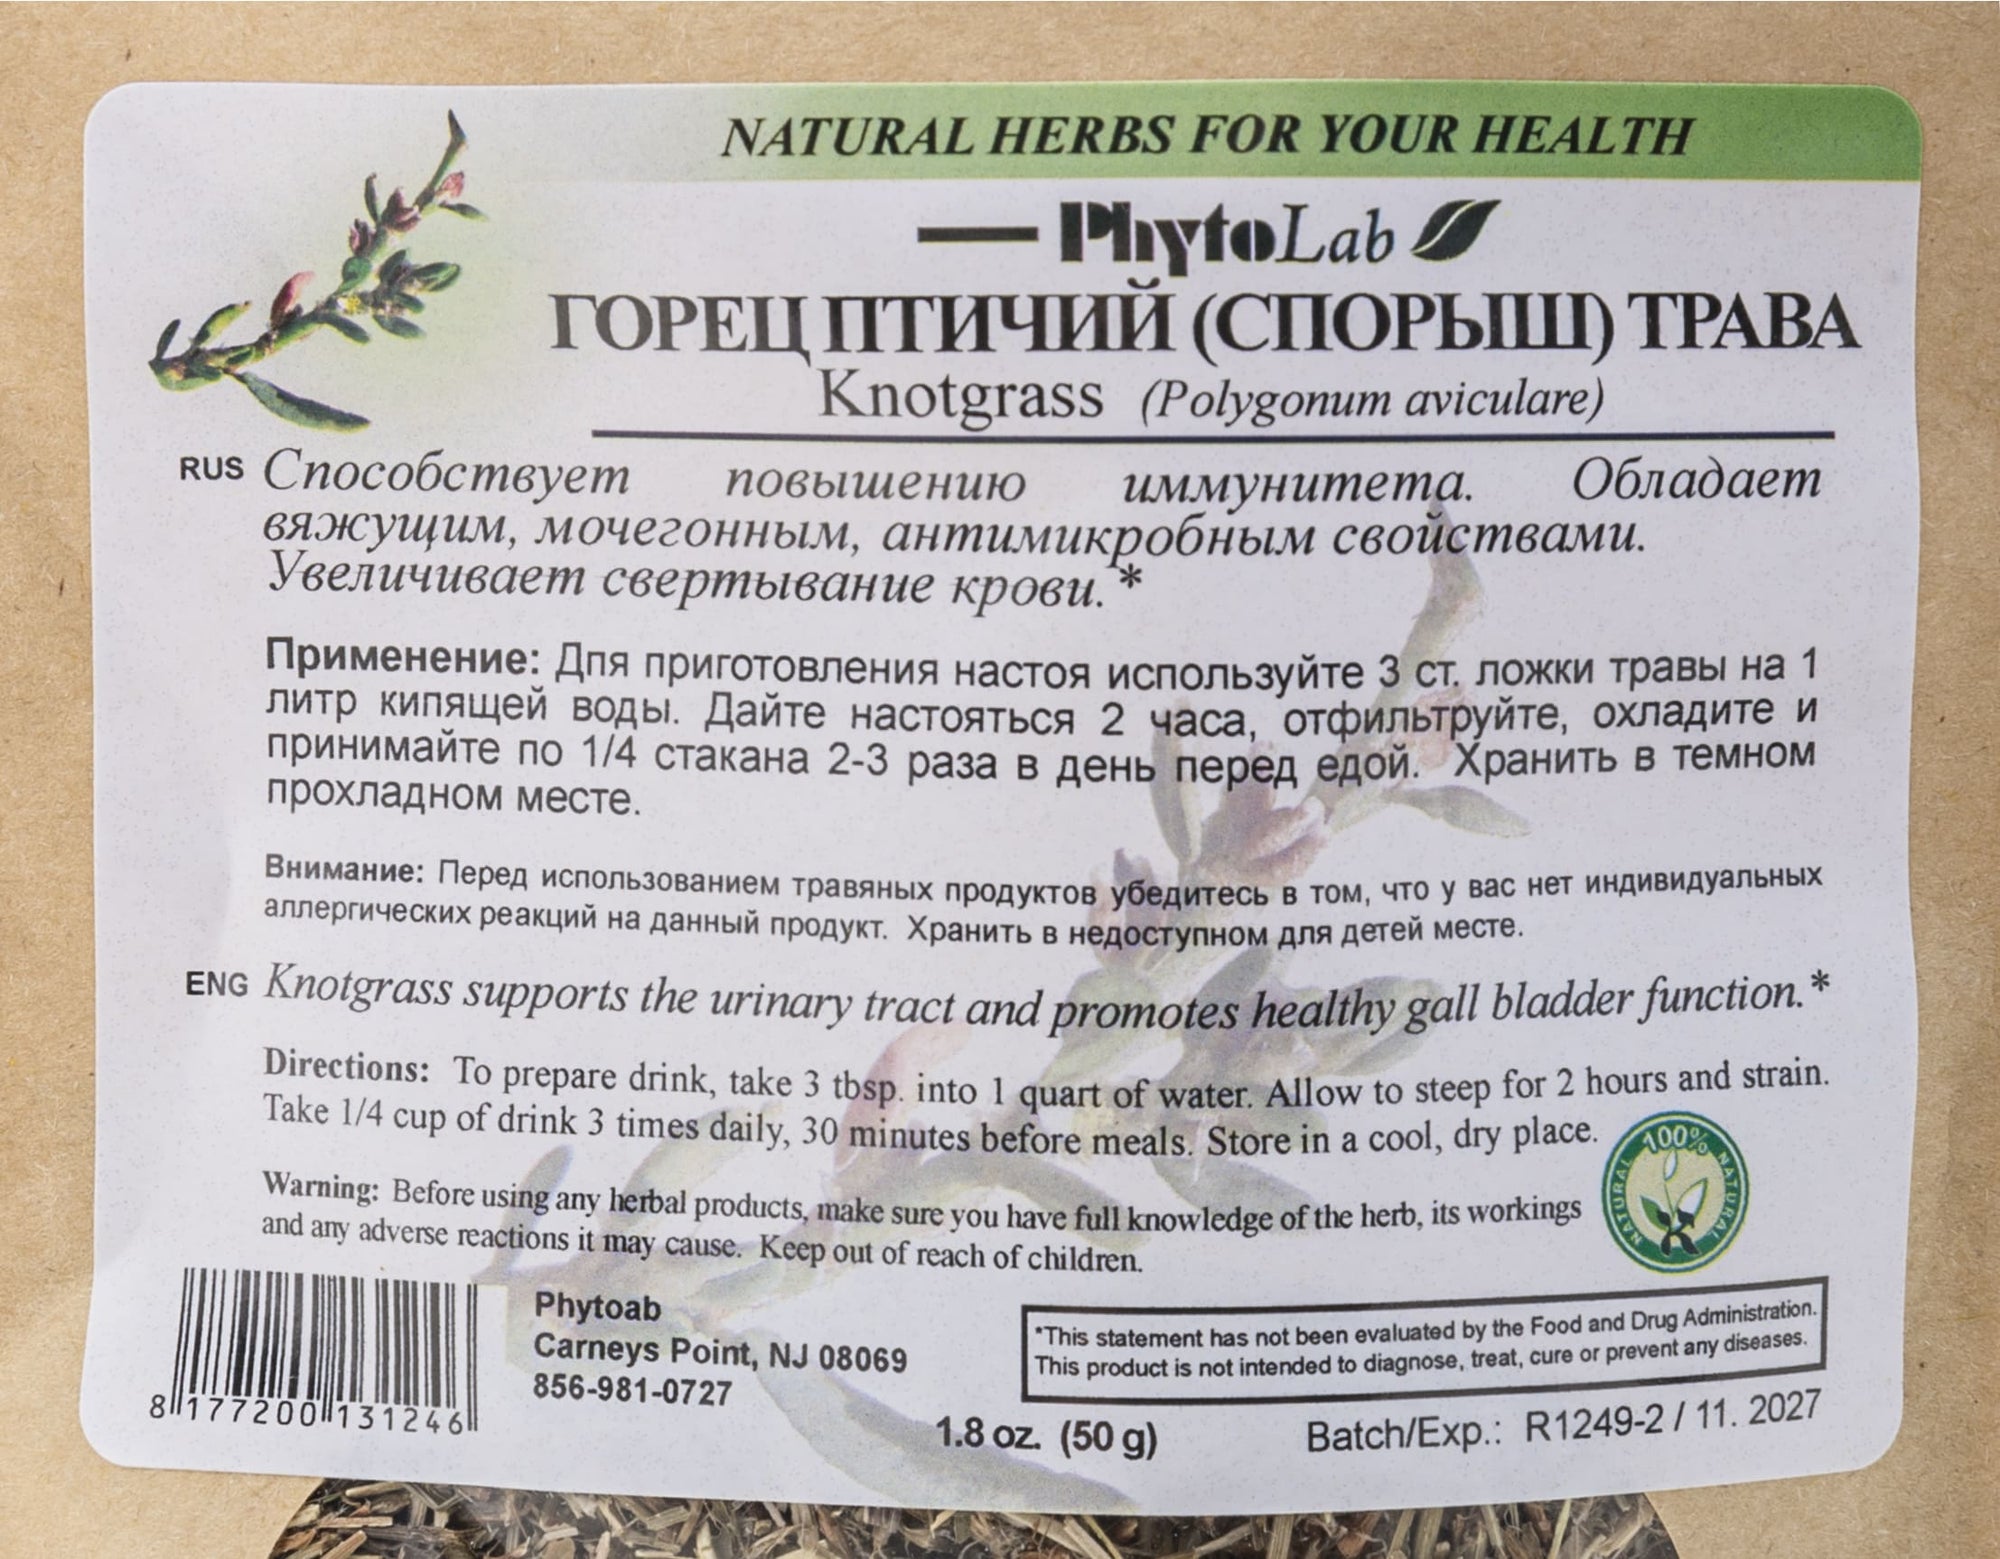 NATURAL HERBS FOR YOUR HEALTH
PhytoLab
ГОРЕЦ ПТИЧИЙ (СПОРЫШ) ТРАВА
Knotgrass (Polygonum aviculare)
RUS Способствует повышению иммунитета. Обладает
вяжущим, мочегонным, антимикробным свойствами.
Увеличивает свертывание крови.*
Применение: Дпя приготовления настоя используйте 3 ст. ложки травы на 1
литр кипящей воды. Дайте настояться 2 часа, отфильтруйте, охладите и
принимайте по 1/4 стакана 2-3 раза в день перед едой. Хранить в темном
прохладном месте.
Внимание: Перед использованием травяных продуктов убедитесь в том, что у вас нет индивидуальных
аллергических реакций на данный продукт. Хранить в недоступном для детей месте.
ENG Knotgrass supports the urinary tract and promotes healthy gall bladder function.*
Directions: To prepare drink, take 3 tbsp. into 1 quart of water. Allow to steep for 2 hours and strain.
Take 1/4 cup of drink 3 times daily, 30 minutes before meals. Store in a cool, dry place.
100% NATURAL NATURAL
Warning: Before using any herbal products, make sure you have full knowledge of the herb, its workings
and any adverse reactions it may cause. Keep out of reach of children.
8 177200 131246
Phytoab
Carneys Point, NJ 08069
856-981-0727
*This statement has not been evaluated by the Food and Drug Administration.
This product is not intended to diagnose, treat, cure or prevent any diseases.
1.8 oz. (50 g)
Batch/Exp.: R1249-2 / 11. 2027